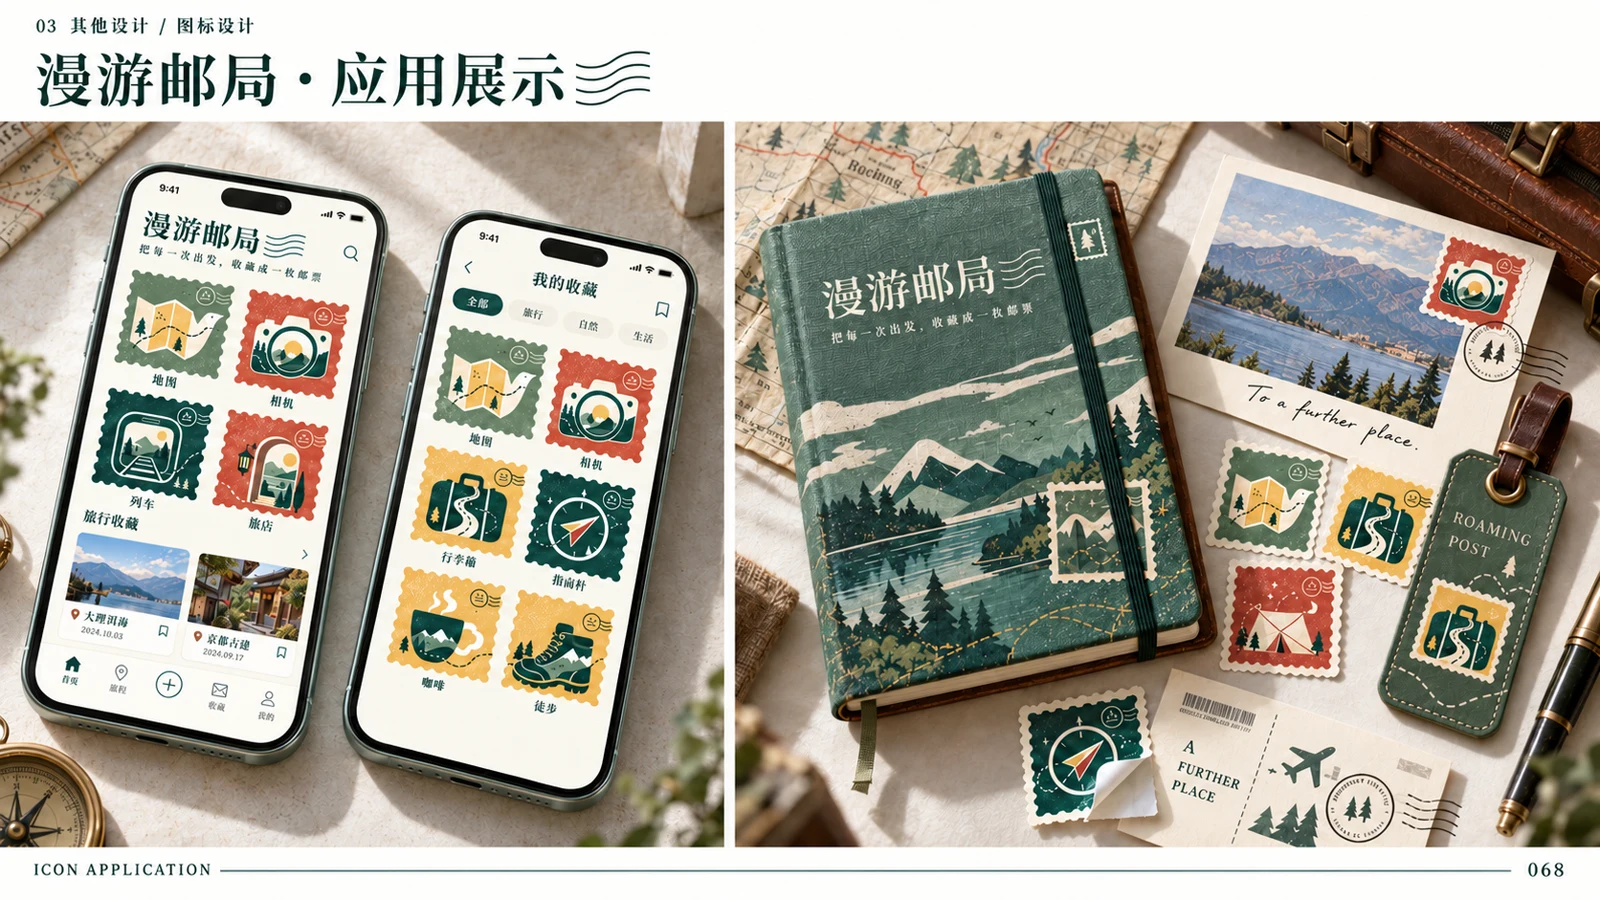 03 其他设计 / 图标设计
漫游邮局·应用展示
9:41
漫游邮局
把每一次出发，收藏成一枚邮票
地图
相机
列车
旅店
旅行收藏
大理洱海
2024.10.03
京都古建
2024.09.17
首页
旅程
收藏
我的
9:41
我的收藏
全部
旅行
自然
生活
地图
相机
行李箱
指南针
咖啡
徒步
漫游邮局
把每一次出发，收藏成一枚邮票
To a further place.
ROAMING
POST
A
FURTHER
PLACE
ICON APPLICATION
068